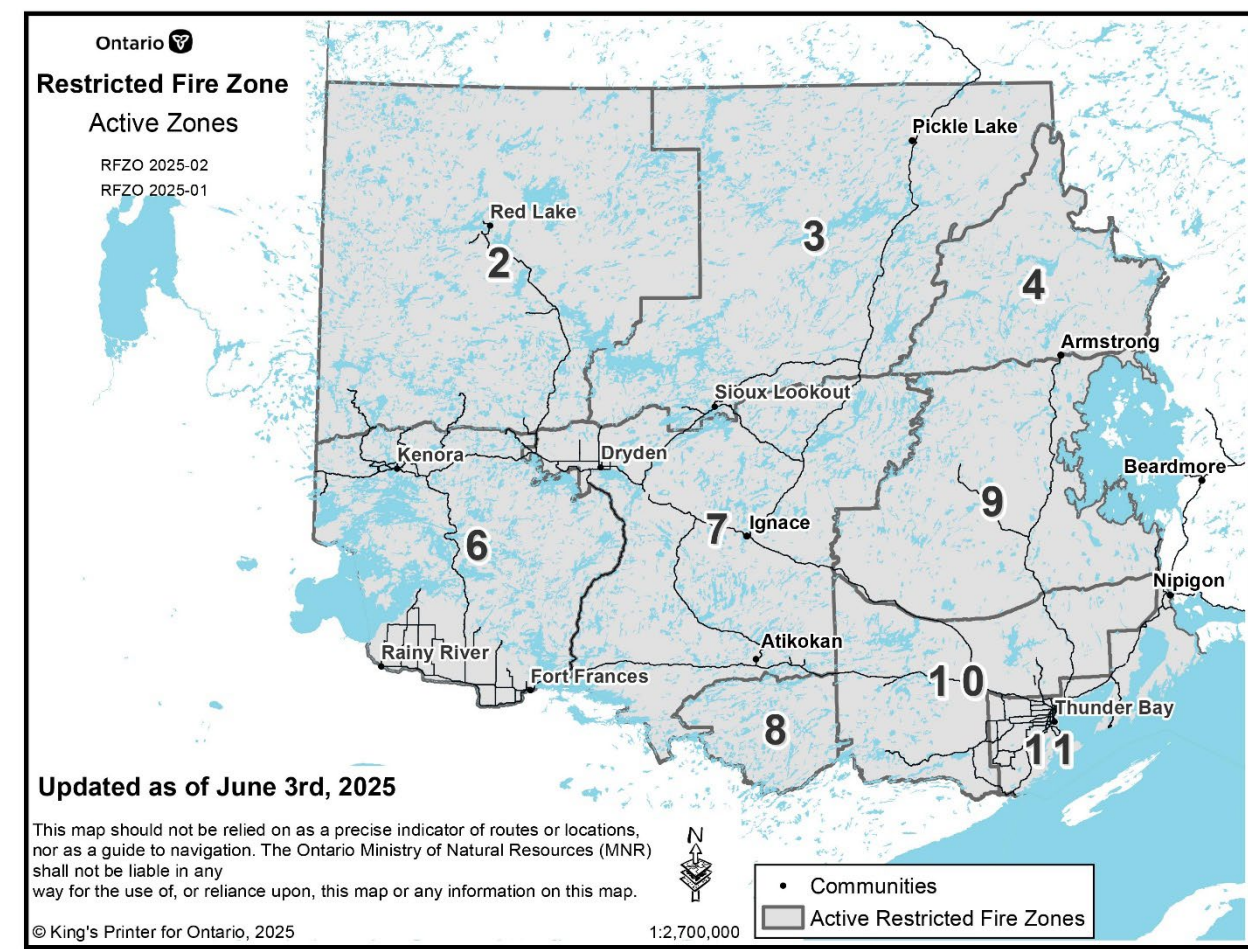 Ontario
Restricted Fire Zone
Active Zones
RFZO 2025-02
RFZO 2025-01
Pickle Lake
Red Lake
3
2
4
Armstrong
Sioux Lookout
Kenora
Dryden
Beardmore
9
7
Ignace
6
Nipigon
Atikokan
Rainy River
Fort Frances
10
Thunder Bay
8
11
Updated as of June 3rd, 2025
This map should not be relied on as a precise indicator of routes or locations,
nor as a guide to navigation. The Ontario Ministry of Natural Resources (MNR)
shall not be liable in any
way for the use of, or reliance upon, this map or any information on this map.
N
Communities
Active Restricted Fire Zones
© King's Printer for Ontario, 2025
1:2,700,000